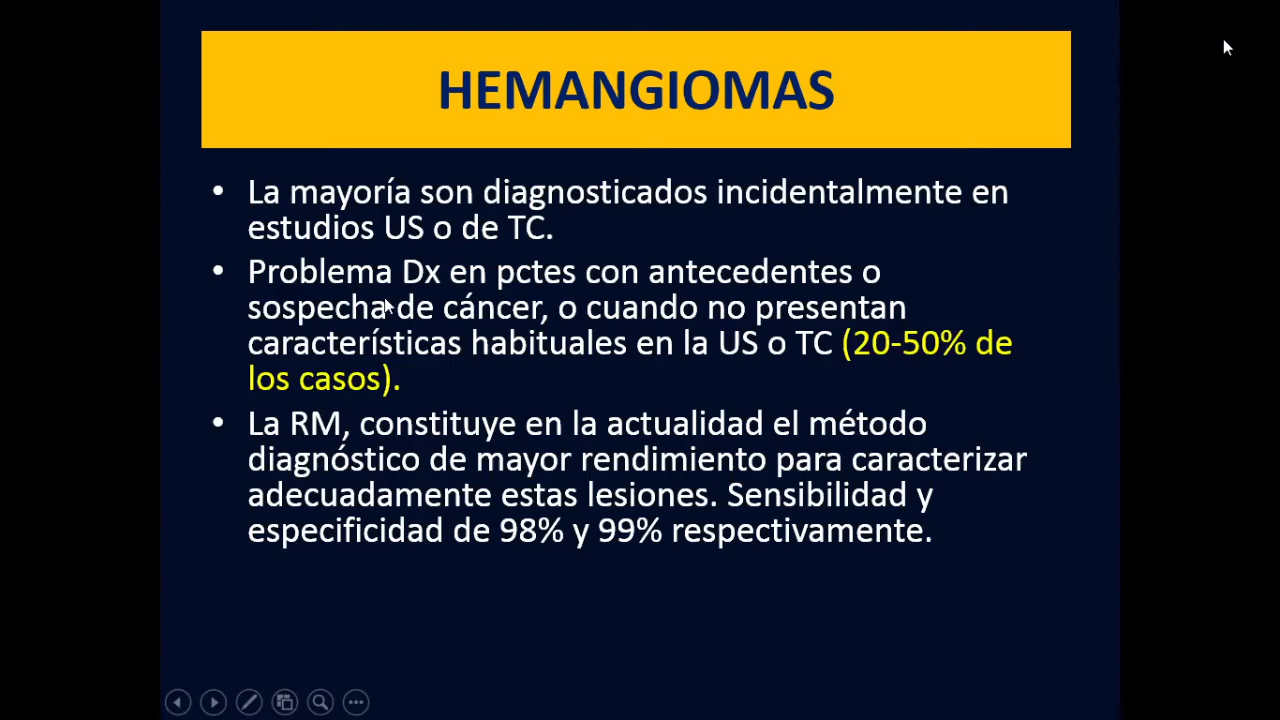 HEMANGIOMAS
• La mayoría son diagnosticados incidentalmente en
estudios US o de TC.
• Problema Dx en pctes con antecedentes o
sospecha de cáncer, o cuando no presentan
características habituales en la US o TC (20-50% de
los casos).
• La RM, constituye en la actualidad el método
diagnóstico de mayor rendimiento para caracterizar
adecuadamente estas lesiones. Sensibilidad y
especificidad de 98% y 99% respectivamente.